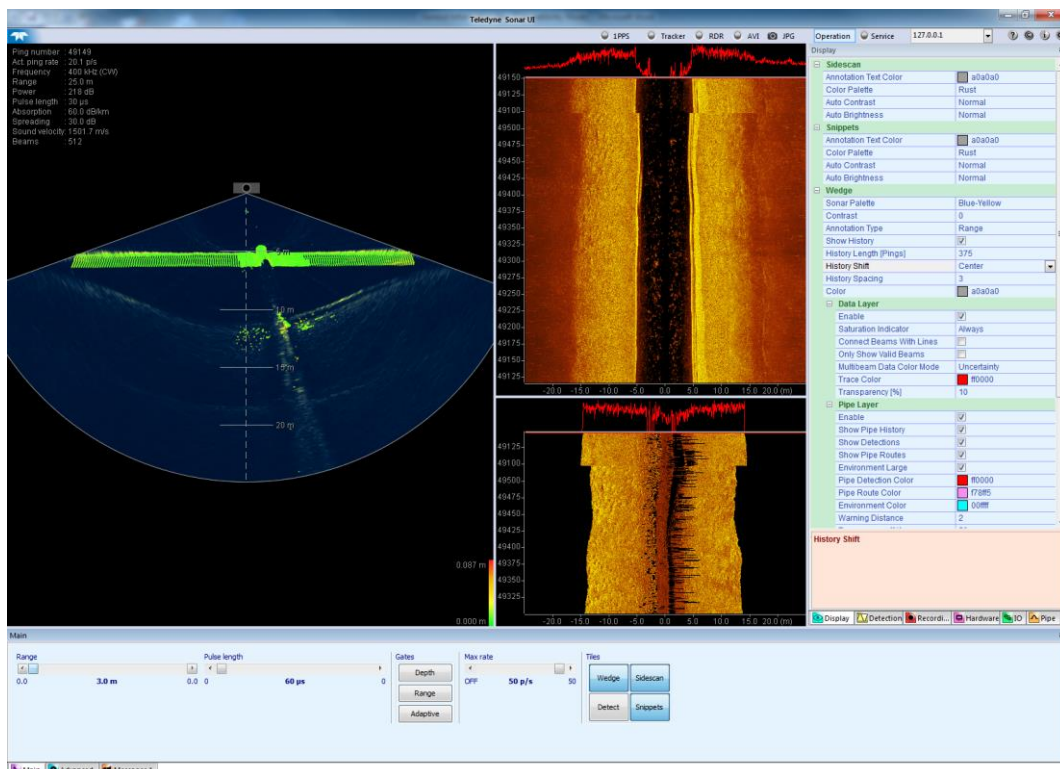 Teledyne Sonar UI
1PPS Tracker RDR AVI JPG Operation Service 127.0.0.1
Ping number : 49149
Act. ping rate : 20.1 p/s
Frequency : 400 kHz (CW)
Range : 25.0 m
Power : 218 dB
Pulse length : 30 µs
Absorption : 60.0 dB/km
Spreading : 30.0 dB
Sound velocity: 1501.7 m/s
Beams : 512
5 m
10 m
15 m
20 m
0.087 m
0.000 m
49150
49125
49500
49475
49450
49425
49400
49375
49350
49325
49300
49275
49250
49225
49200
49175
49150
49125
-20.0 -15.0 -10.0 -5.0 0.0 5.0 10.0 15.0 20.0 (m)
49125
49100
49500
49475
49450
49425
49400
49375
49350
49325
-20.0 -15.0 -10.0 -5.0 0.0 5.0 10.0 15.0 20.0 (m)
Display
Sidescan
Annotation Text Color a0a0a0
Color Palette Rust
Auto Contrast Normal
Auto Brightness Normal
Snippets
Annotation Text Color a0a0a0
Color Palette Rust
Auto Contrast Normal
Auto Brightness Normal
Wedge
Sonar Palette Blue-Yellow
Contrast 0
Annotation Type Range
Show History
History Length [Pings] 375
History Shift Center
History Spacing 3
Color a0a0a0
Data Layer
Enable
Saturation Indicator Always
Connect Beams With Lines
Only Show Valid Beams
Multibeam Data Color Mode Uncertainty
Trace Color ff0000
Transparency [%] 10
Pipe Layer
Enable
Show Pipe History
Show Detections
Show Pipe Routes
Environment Large
Pipe Detection Color ff0000
Pipe Route Color f78ff5
Environment Color 00ffff
Warning Distance 2
History Shift
Display Detection Recordi... Hardware IO Pipe
Main
Range Pulse length Gates Max rate Tiles
0.0 3.0 m 0.0 0 60 µs 0 OFF 50 p/s 50
Depth
Range
Adaptive
Wedge Sidescan
Detect Snippets